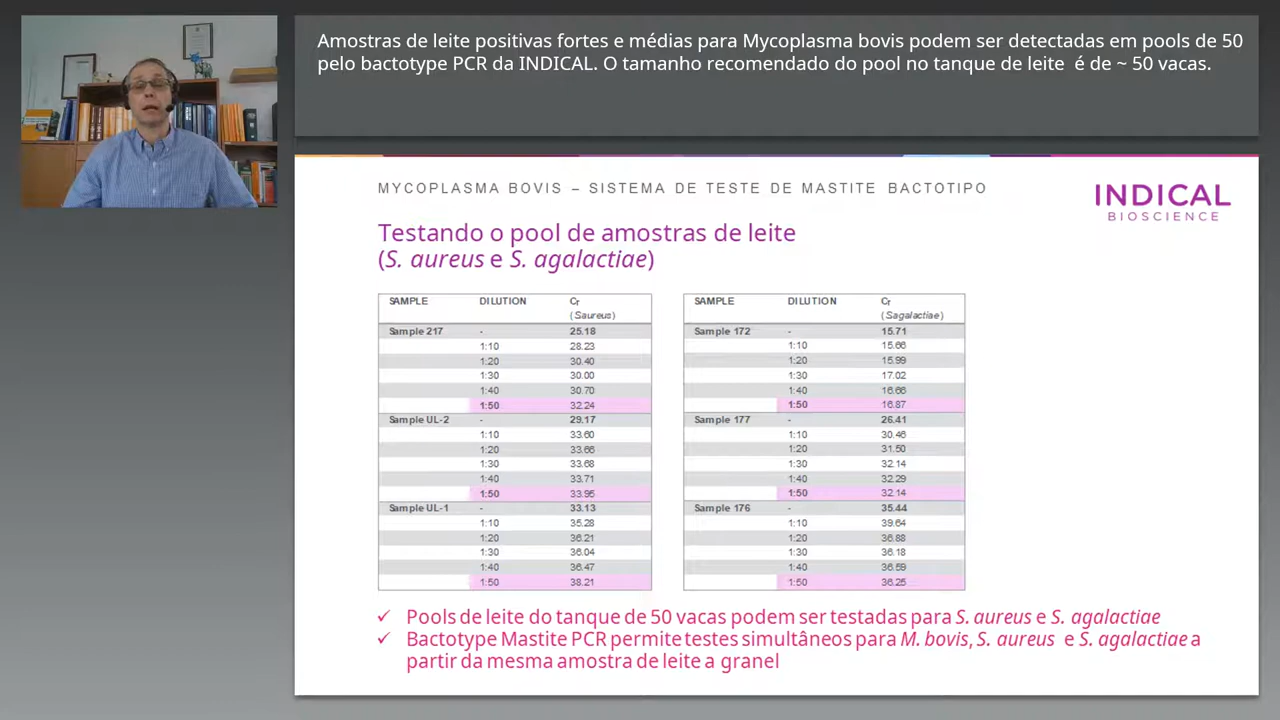 Amostras de leite positivas fortes e médias para Mycoplasma bovis podem ser detectadas em pools de 50
pelo bactotype PCR da INDICAL. O tamanho recomendado do pool no tanque de leite é de ~ 50 vacas.
MYCOPLASMA BOVIS – SISTEMA DE TESTE DE MASTITE BACTOTIPO
INDICAL
BIOSCIENCE
Testando o pool de amostras de leite
(S. aureus e S. agalactiae)
SAMPLE DILUTION CT
(Saureus)
Sample 217 - 25.18
1:10 28.23
1:20 30.40
1:30 30.00
1:40 30.70
1:50 32.24
Sample UL-2 - 29.17
1:10 33.60
1:20 33.66
1:30 33.68
1:40 33.71
1:50 33.95
Sample UL-1 - 33.13
1:10 35.28
1:20 36.21
1:30 36.04
1:40 36.47
1:50 38.21
SAMPLE DILUTION CT
(Sagalactiae)
Sample 172 - 15.71
1:10 15.66
1:20 15.99
1:30 17.02
1:40 16.66
1:50 16.87
Sample 177 - 26.41
1:10 30.46
1:20 31.50
1:30 32.14
1:40 32.29
1:50 32.14
Sample 176 - 35.44
1:10 39.64
1:20 36.88
1:30 36.18
1:40 36.59
1:50 36.25
✓ Pools de leite do tanque de 50 vacas podem ser testadas para S. aureus e S. agalactiae
✓ Bactotype Mastite PCR permite testes simultâneos para M. bovis, S. aureus e S. agalactiae a
partir da mesma amostra de leite a granel